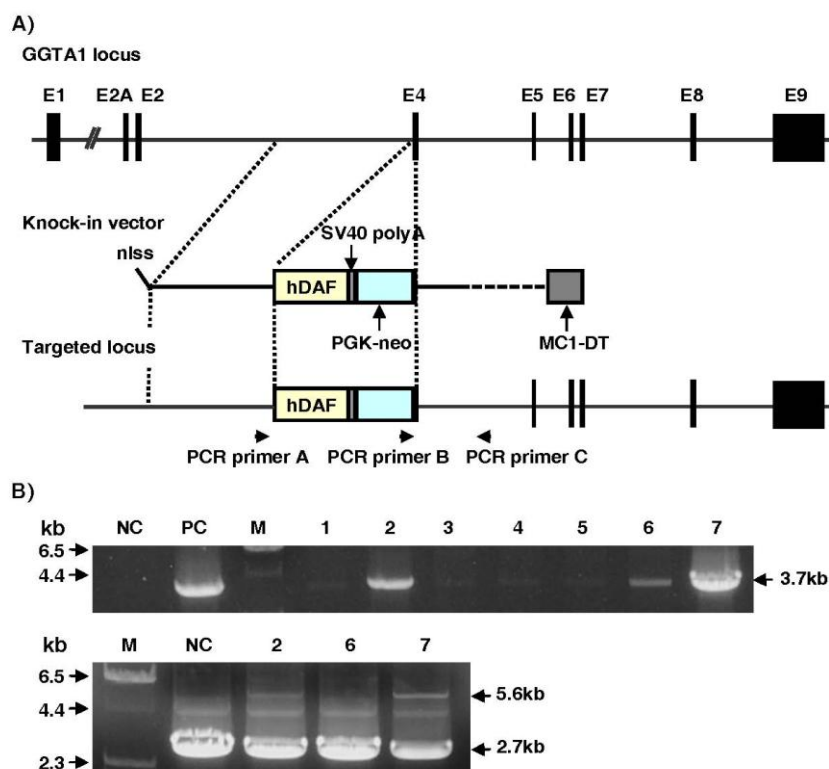 A)
GGTA1 locus
E1 E2A E2 E4 E5 E6 E7 E8 E9
Knock-in vector
nlss
SV40 polyA
hDAF
PGK-neo
MC1-DT
Targeted locus
hDAF
PCR primer A PCR primer B PCR primer C
B)
kb NC PC M 1 2 3 4 5 6 7
6.5
4.4
3.7kb
kb M NC 2 6 7
6.5
5.6kb
4.4
2.7kb
2.3